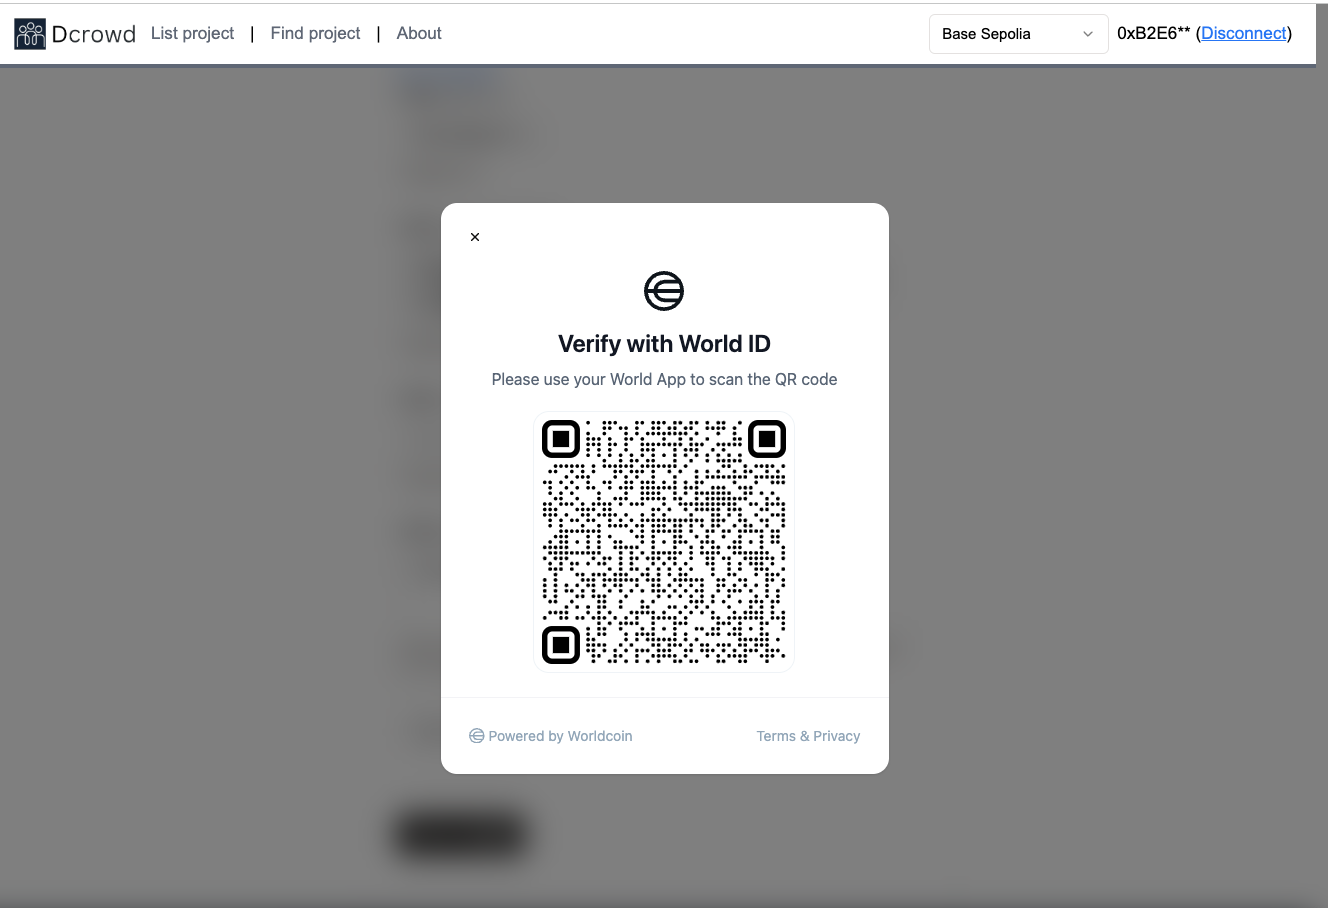 Dcrowd List project | Find project | About Base Sepolia 0xB2E6** (Disconnect)
×
Verify with World ID
Please use your World App to scan the QR code
Powered by Worldcoin Terms & Privacy